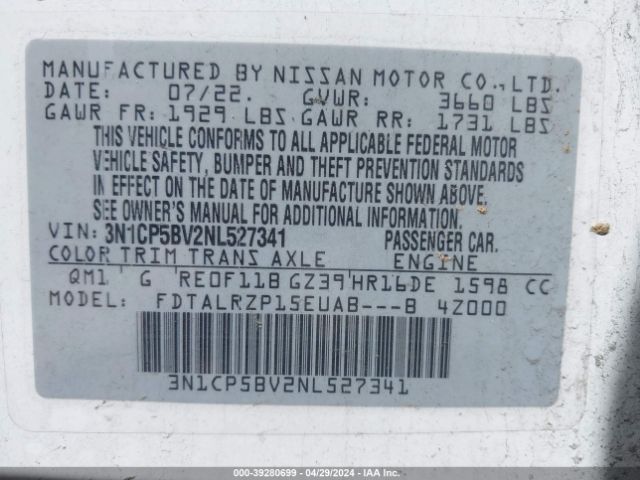 MANUFACTURED BY NISSAN MOTOR CO., LTD.
DATE: 07/22. GVWR: 3660 LBS
GAWR FR: 1929 LBS. GAWR RR: 1731 LBS
THIS VEHICLE CONFORMS TO ALL APPLICABLE FEDERAL MOTOR
VEHICLE SAFETY, BUMPER AND THEFT PREVENTION STANDARDS
IN EFFECT ON THE DATE OF MANUFACTURE SHOWN ABOVE.
SEE OWNER'S MANUAL FOR ADDITIONAL INFORMATION.
VIN: 3N1CP5BV2NL527341 PASSENGER CAR.
COLOR TRIM TRANS AXLE ENGINE
QM1 G RE0F11B GZ39 HR16DE 1598 CC
MODEL: FDTALRZP15EUAB---B 4Z000
3N1CP5BV2NL527341
000-39280699 | 04/29/2024 | IAA Inc.